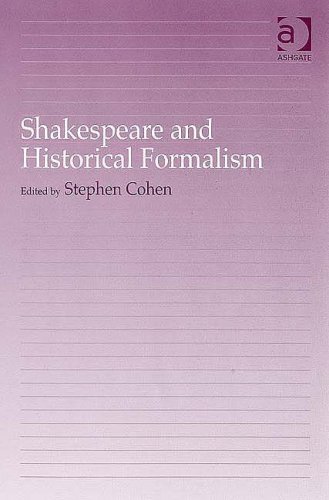 a
ASHGATE
Shakespeare and
Historical Formalism
Edited by Stephen Cohen